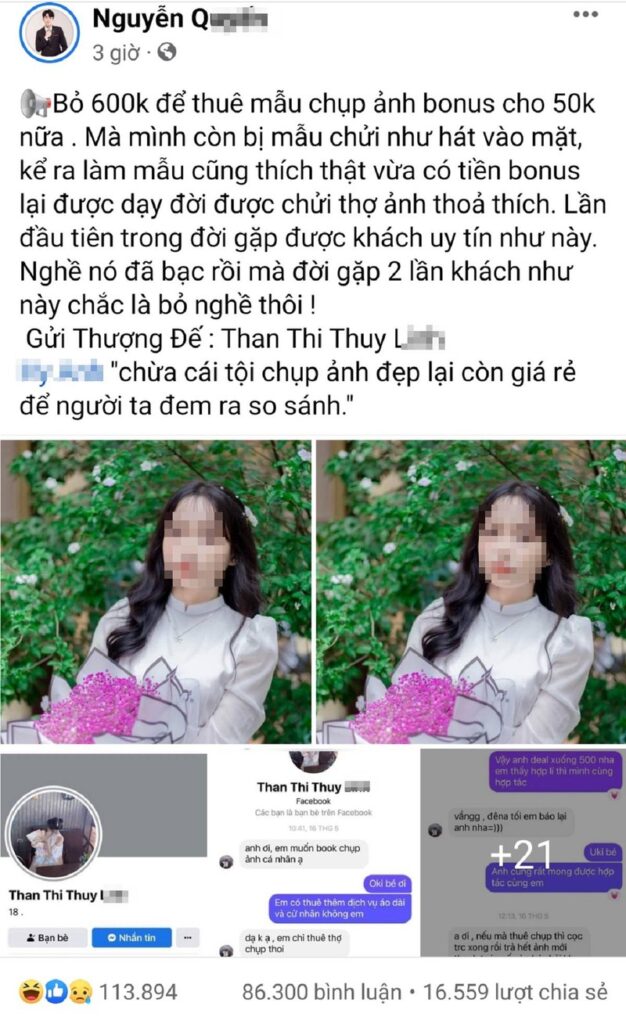 Nguyễn
3 giờ ·
Bỏ 600k để thuê mẫu chụp ảnh bonus cho 50k
nữa . Mà mình còn bị mẫu chửi như hát vào mặt,
kể ra làm mẫu cũng thích thật vừa có tiền bonus
lại được dạy đời được chửi thợ ảnh thoả thích. Lần
đầu tiên trong đời gặp được khách uy tín như này.
Nghề nó đã bạc rồi mà đời gặp 2 lần khách như
này chắc là bỏ nghề thôi !
Gửi Thượng Đế : Than Thi Thuy
"chừa cái tội chụp ảnh đẹp lại còn giá rẻ
để người ta đem ra so sánh."
Than Thi Thuy
18 .
Bạn bè
Nhắn tin
Than Thi Thuy
Facebook
Các bạn là bạn bè trên Facebook
10:41, 16 THG 5
anh ơi, em muốn book chụp
ảnh cá nhân ạ
Oki bé ơi
Em có thuê thêm dịch vụ áo dài
và cử nhân không em
dạ k ạ, em chỉ thuê thợ
chụp thoi
Vậy anh deal xuống 500 nha
em thấy hợp lí thì mình cùng
hợp tác
vângg , đêna tối em báo lại
anh nha=)))
+21
Uki bé
Anh cũng rất mong được hợp
tác cùng em
12:13, 16 THG 5
a ơi , nếu mà thuê chụp thì cọc
trc xong rồi trả hết ảnh mới
113.894
86.300 bình luận • 16.559 lượt chia sẻ